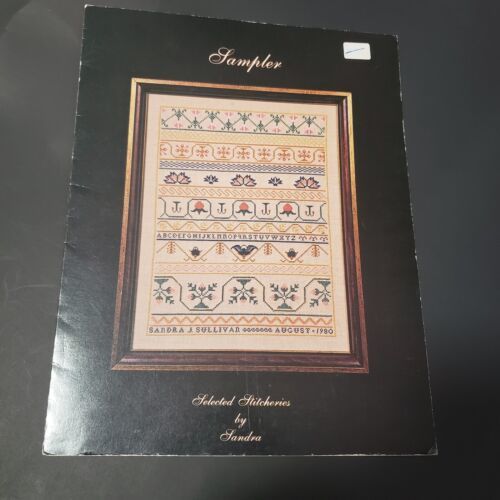 Sampler
ABCDEFGHIJKLMNOPQRSTUVWXYZ
SANDRA J. SULLIVAN AUGUST • 1980
Selected Stitcheries
by
Sandra